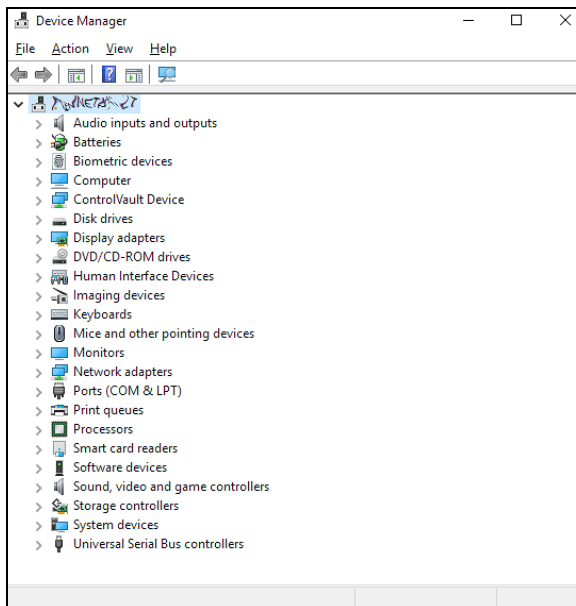 Device Manager
File Action View Help
Audio inputs and outputs
Batteries
Biometric devices
Computer
ControlVault Device
Disk drives
Display adapters
DVD/CD-ROM drives
Human Interface Devices
Imaging devices
Keyboards
Mice and other pointing devices
Monitors
Network adapters
Ports (COM & LPT)
Print queues
Processors
Smart card readers
Software devices
Sound, video and game controllers
Storage controllers
System devices
Universal Serial Bus controllers